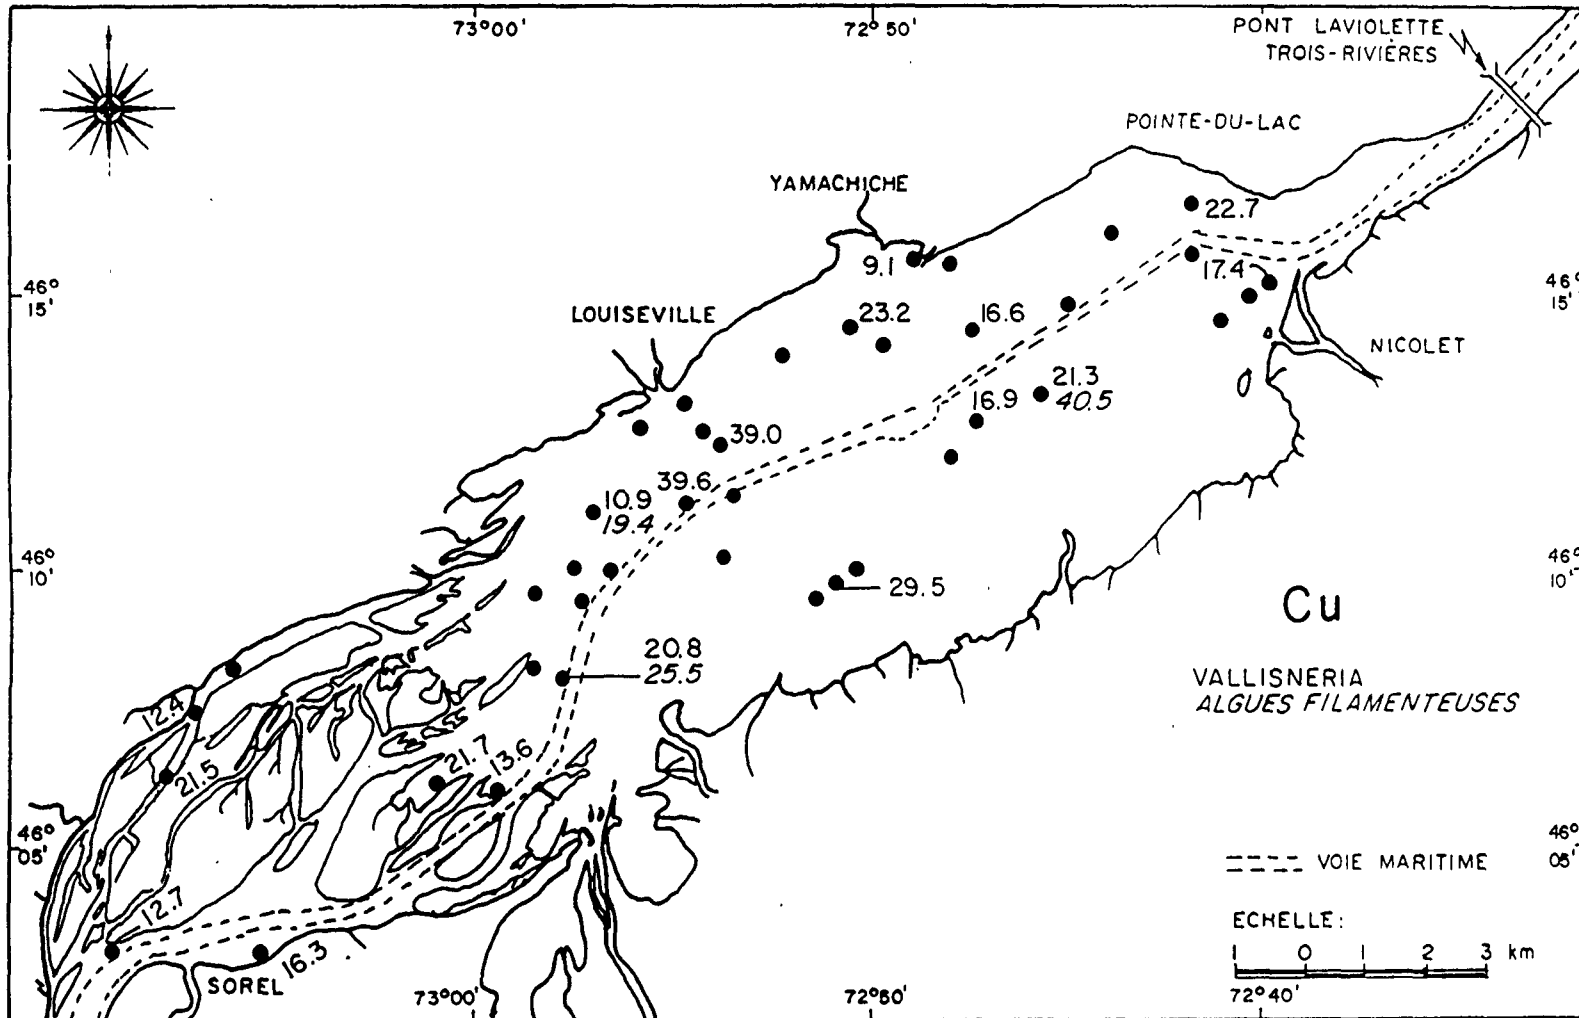 73°00'
72°50'
PONT LAVIOLETTE
TROIS-RIVIÈRES
POINTE-DU-LAC
YAMACHICHE
22.7
9.1
17.4
46°
15'
46°
15'
LOUISEVILLE
23.2
16.6
NICOLET
21.3
40.5
16.9
39.0
39.6
10.9
19.4
46°
10'
46°
10'
29.5
Cu
20.8
25.5
VALLISNERIA
ALGUES FILAMENTEUSES
12.4
21.5
21.7
13.6
46°
05'
46°
05'
VOIE MARITIME
12.7
ECHELLE:
1 0 1 2 3 km
16.3
SOREL
73°00'
72°50'
72°40'